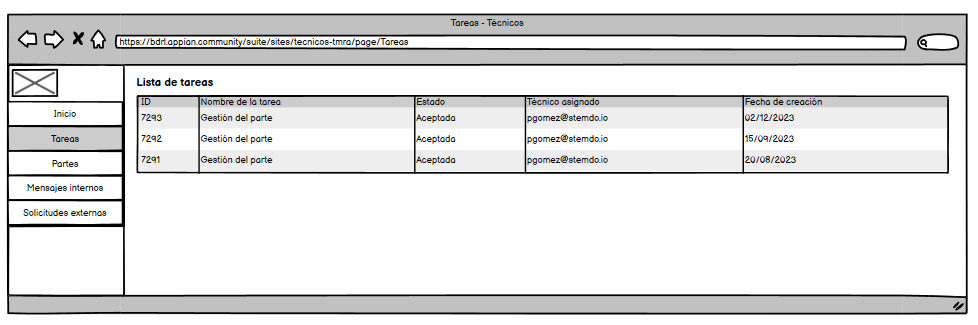 Tareas - Técnicos
https://bdrl.appian.community/suite/sites/tecnicos-tmra/page/Tareas
Inicio
Tareas
Partes
Mensajes internos
Solicitudes externas
Lista de tareas
ID Nombre de la tarea Estado Técnico asignado Fecha de creación
7293 Gestión del parte Aceptada pgomez@stemdo.io 02/12/2023
7292 Gestión del parte Aceptada pgomez@stemdo.io 15/09/2023
7291 Gestión del parte Aceptada pgomez@stemdo.io 20/08/2023